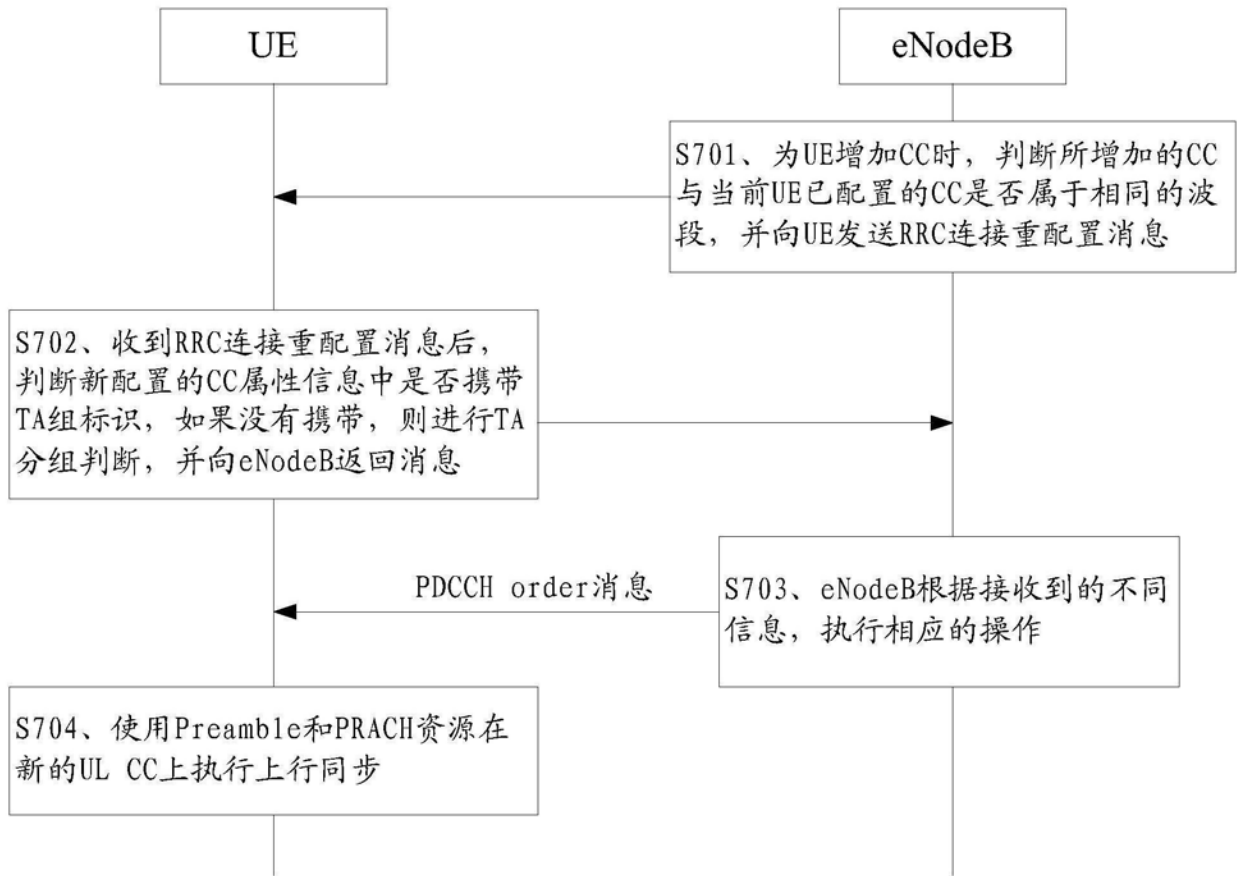 UE
eNodeB
S701、为UE增加CC时，判断所增加的CC
与当前UE已配置的CC是否属于相同的波
段，并向UE发送RRC连接重配置消息
S702、收到RRC连接重配置消息后，
判断新配置的CC属性信息中是否携带
TA组标识，如果没有携带，则进行TA
分组判断，并向eNodeB返回消息
PDCCH order消息
S703、eNodeB根据接收到的不同
信息，执行相应的操作
S704、使用Preamble和PRACH资源在
新的UL CC上执行上行同步